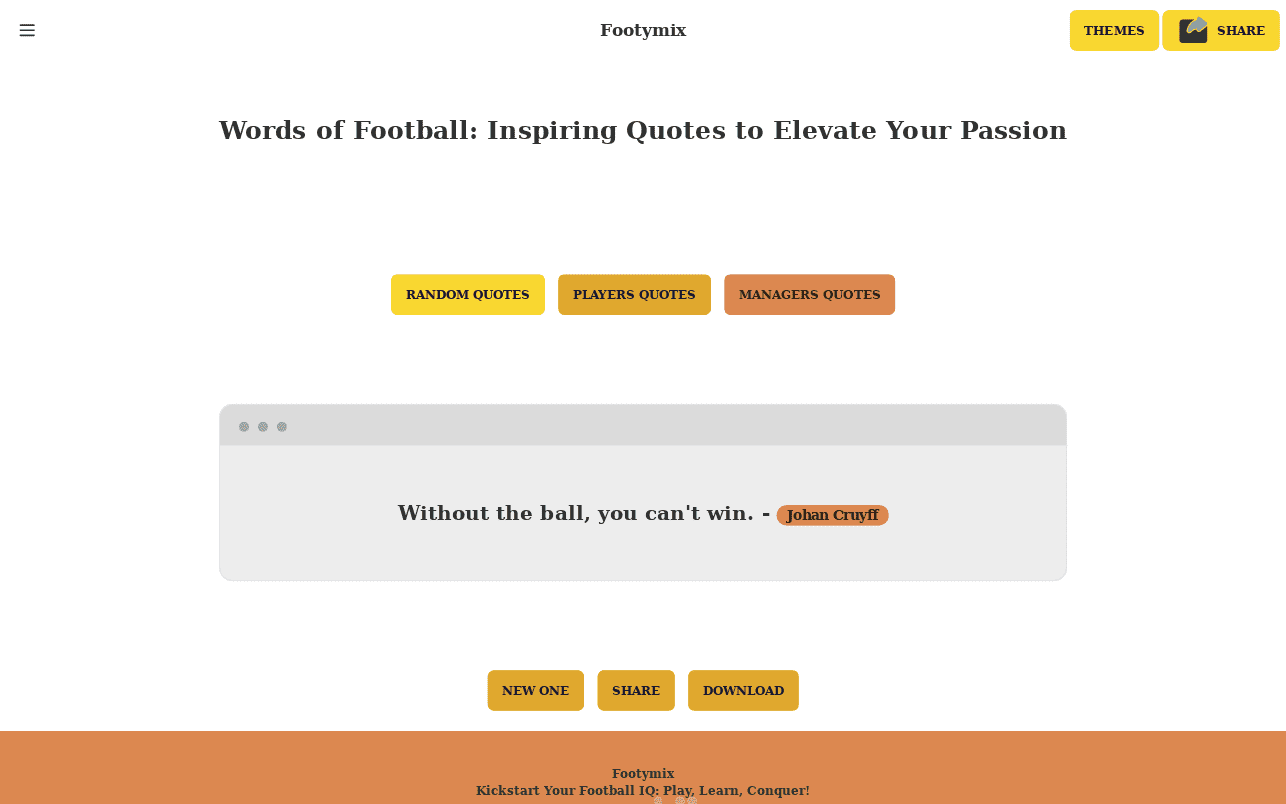 Footymix
THEMES
SHARE
Words of Football: Inspiring Quotes to Elevate Your Passion
RANDOM QUOTES
PLAYERS QUOTES
MANAGERS QUOTES
Without the ball, you can't win. - Johan Cruyff
NEW ONE
SHARE
DOWNLOAD
Footymix
Kickstart Your Football IQ: Play, Learn, Conquer!